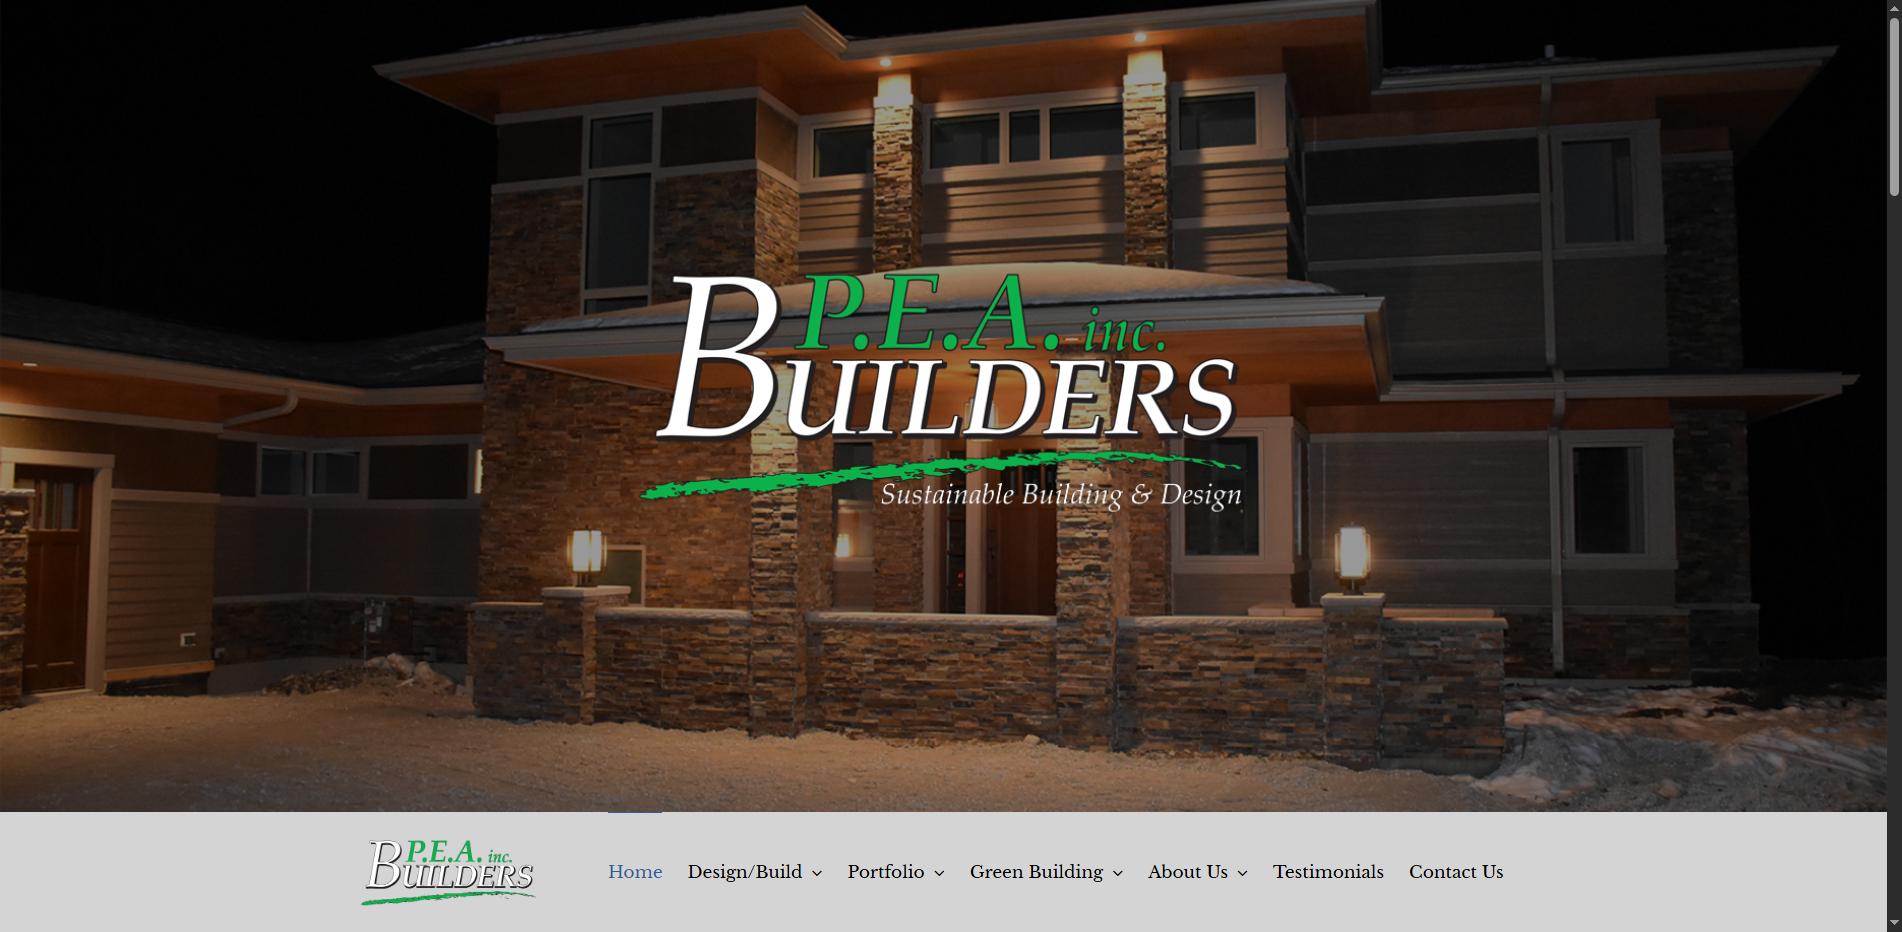 P.E.A. inc.
BUILDERS
Sustainable Building & Design
P.E.A. inc.
BUILDERS
Home
Design/Build
Portfolio
Green Building
About Us
Testimonials
Contact Us